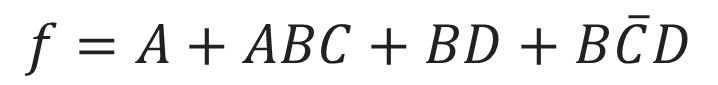 f = A + ABC + BD + BC̄D